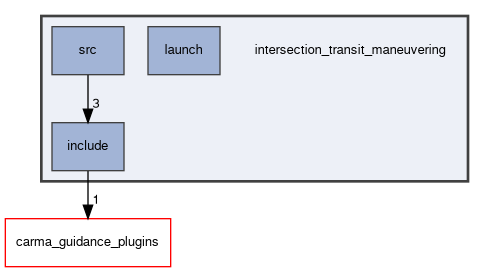 src
launch
intersection_transit_maneuvering
3
include
1
carma_guidance_plugins